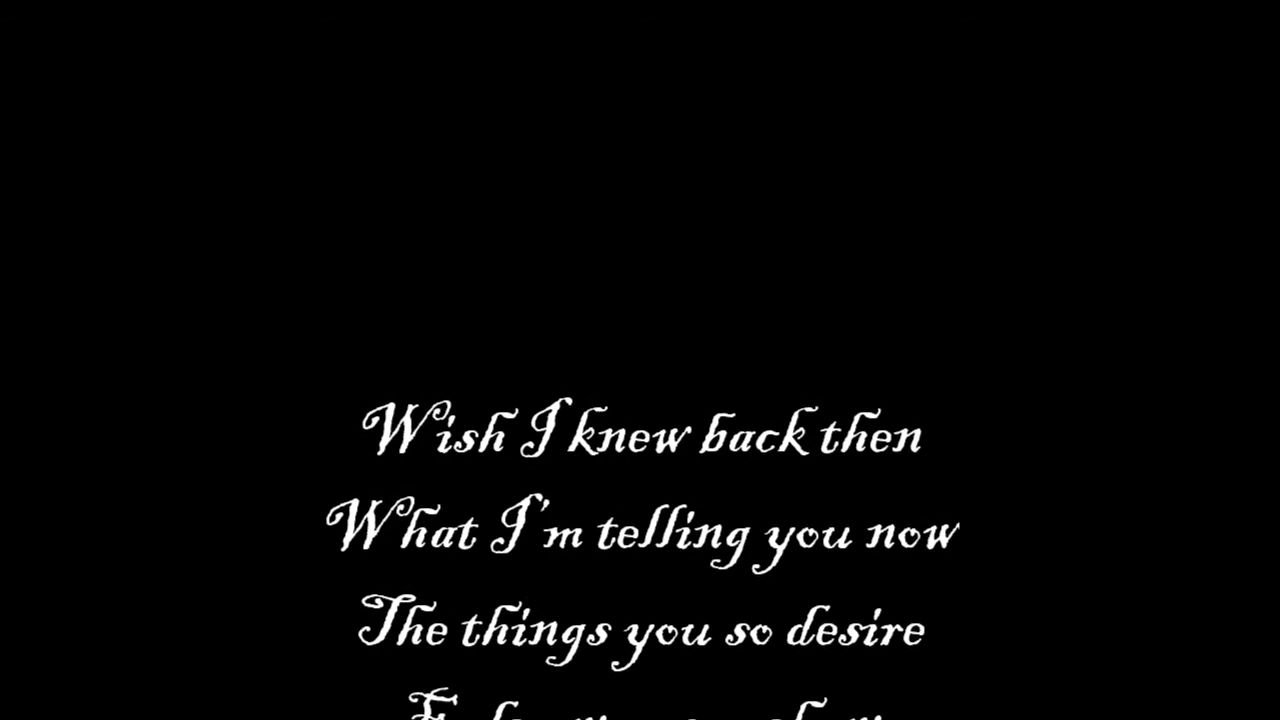 Wish I knew back then
What I'm telling you now
The things you so desire